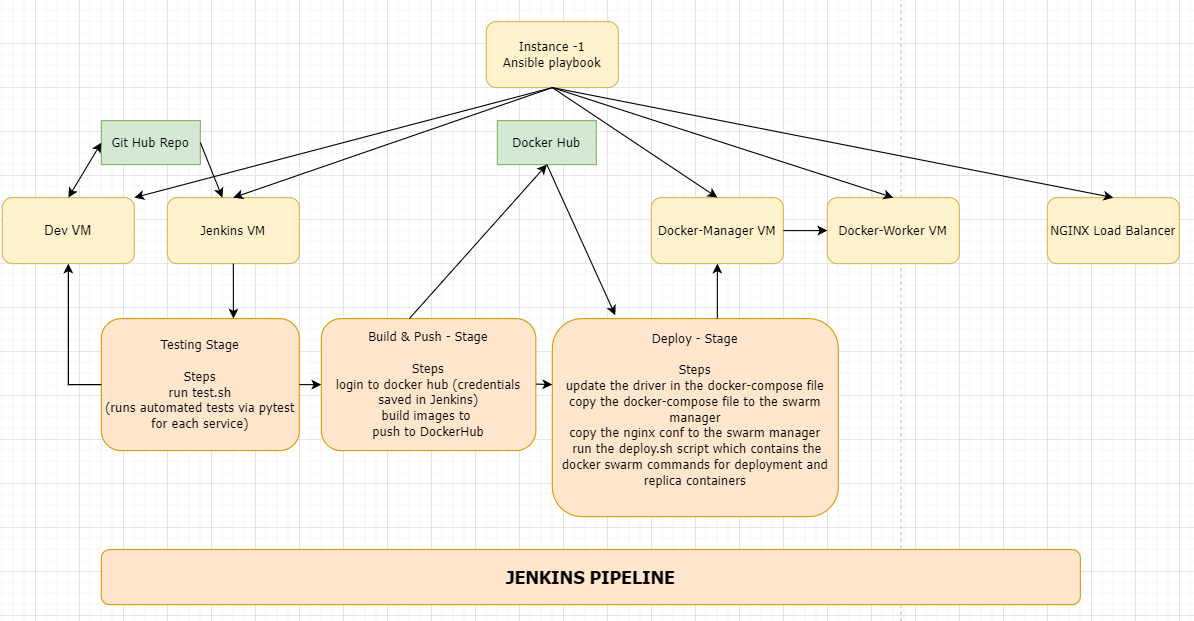 Instance -1
Ansible playbook
Git Hub Repo
Docker Hub
Dev VM
Jenkins VM
Docker-Manager VM
Docker-Worker VM
NGINX Load Balancer
Testing Stage
Steps
run test.sh
(runs automated tests via pytest
for each service)
Build & Push - Stage
Steps
login to docker hub (credentials
saved in Jenkins)
build images to
push to DockerHub
Deploy - Stage
Steps
update the driver in the docker-compose file
copy the docker-compose file to the swarm
manager
copy the nginx conf to the swarm manager
run the deploy.sh script which contains the
docker swarm commands for deployment and
replica containers
JENKINS PIPELINE